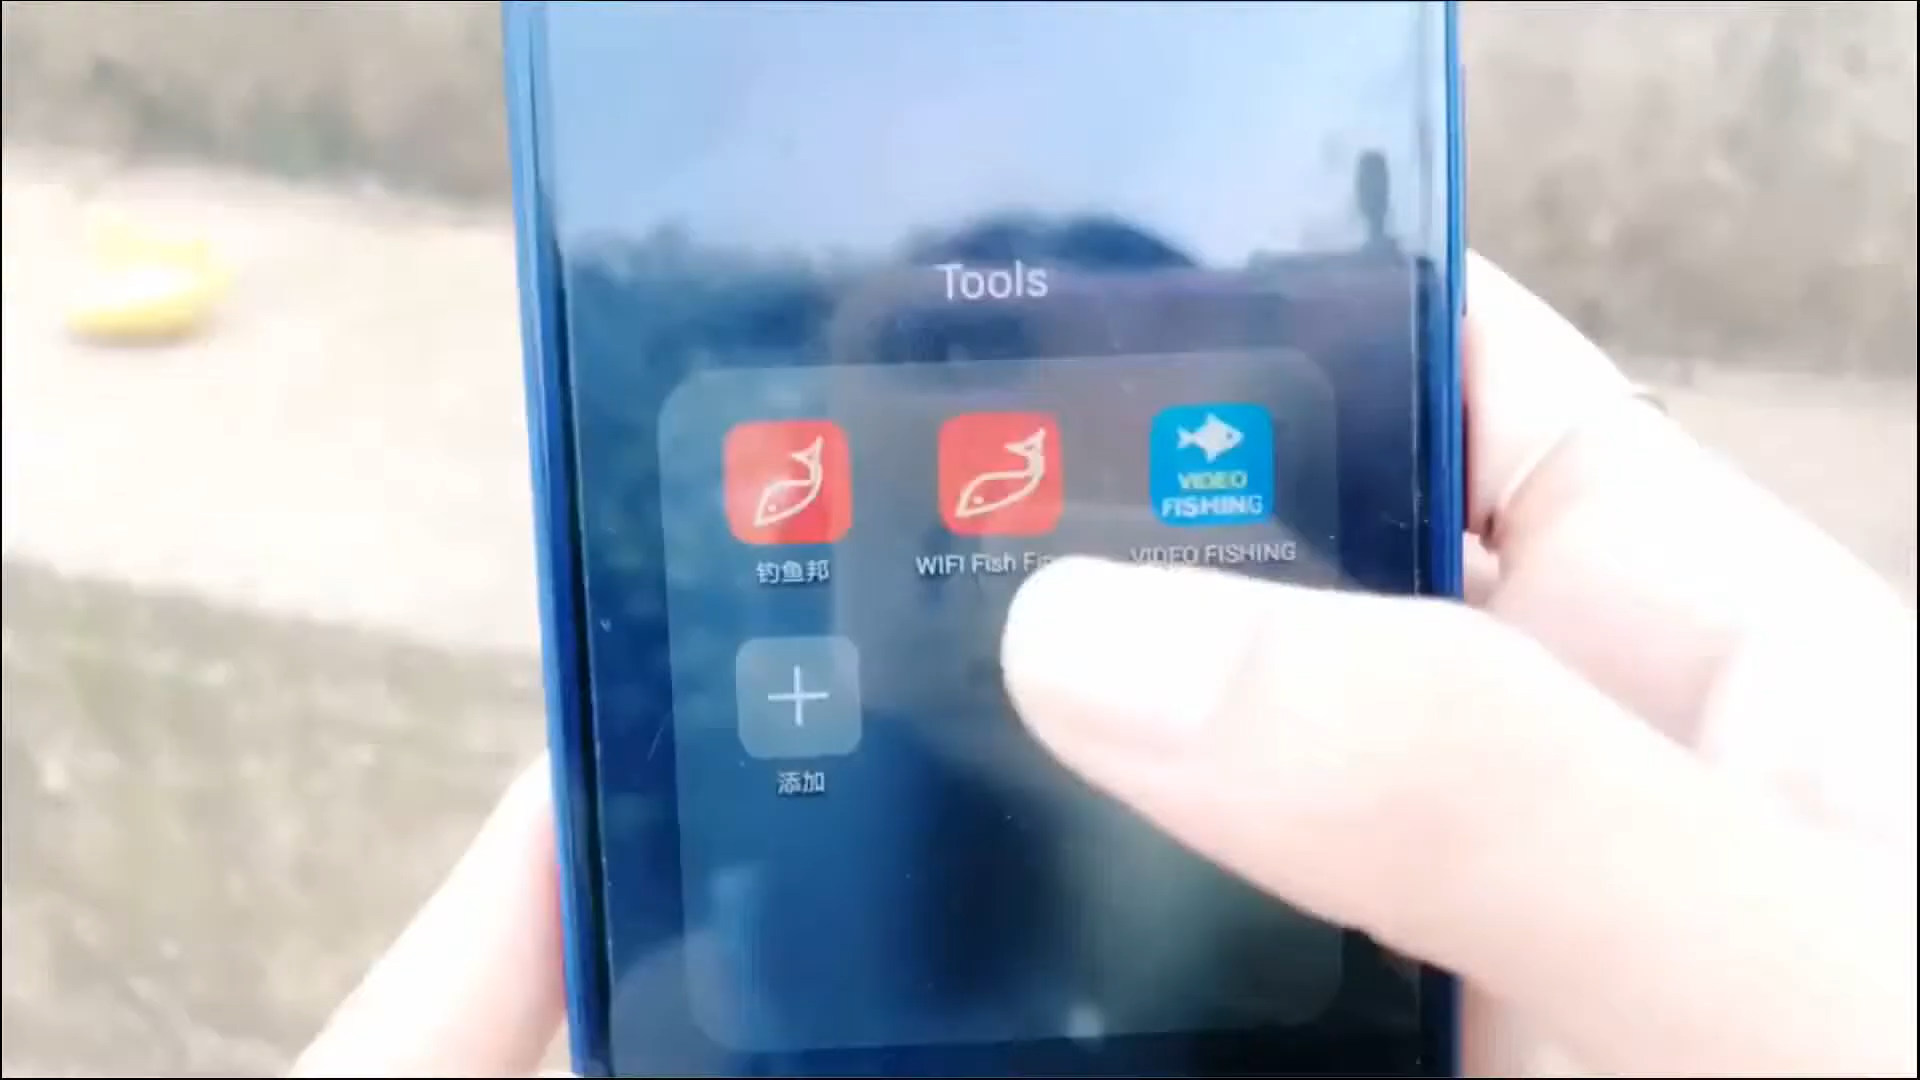 Tools
VIDEO
FISHING
钓鱼邦
WIFI Fish
VIDEO FISHING
添加